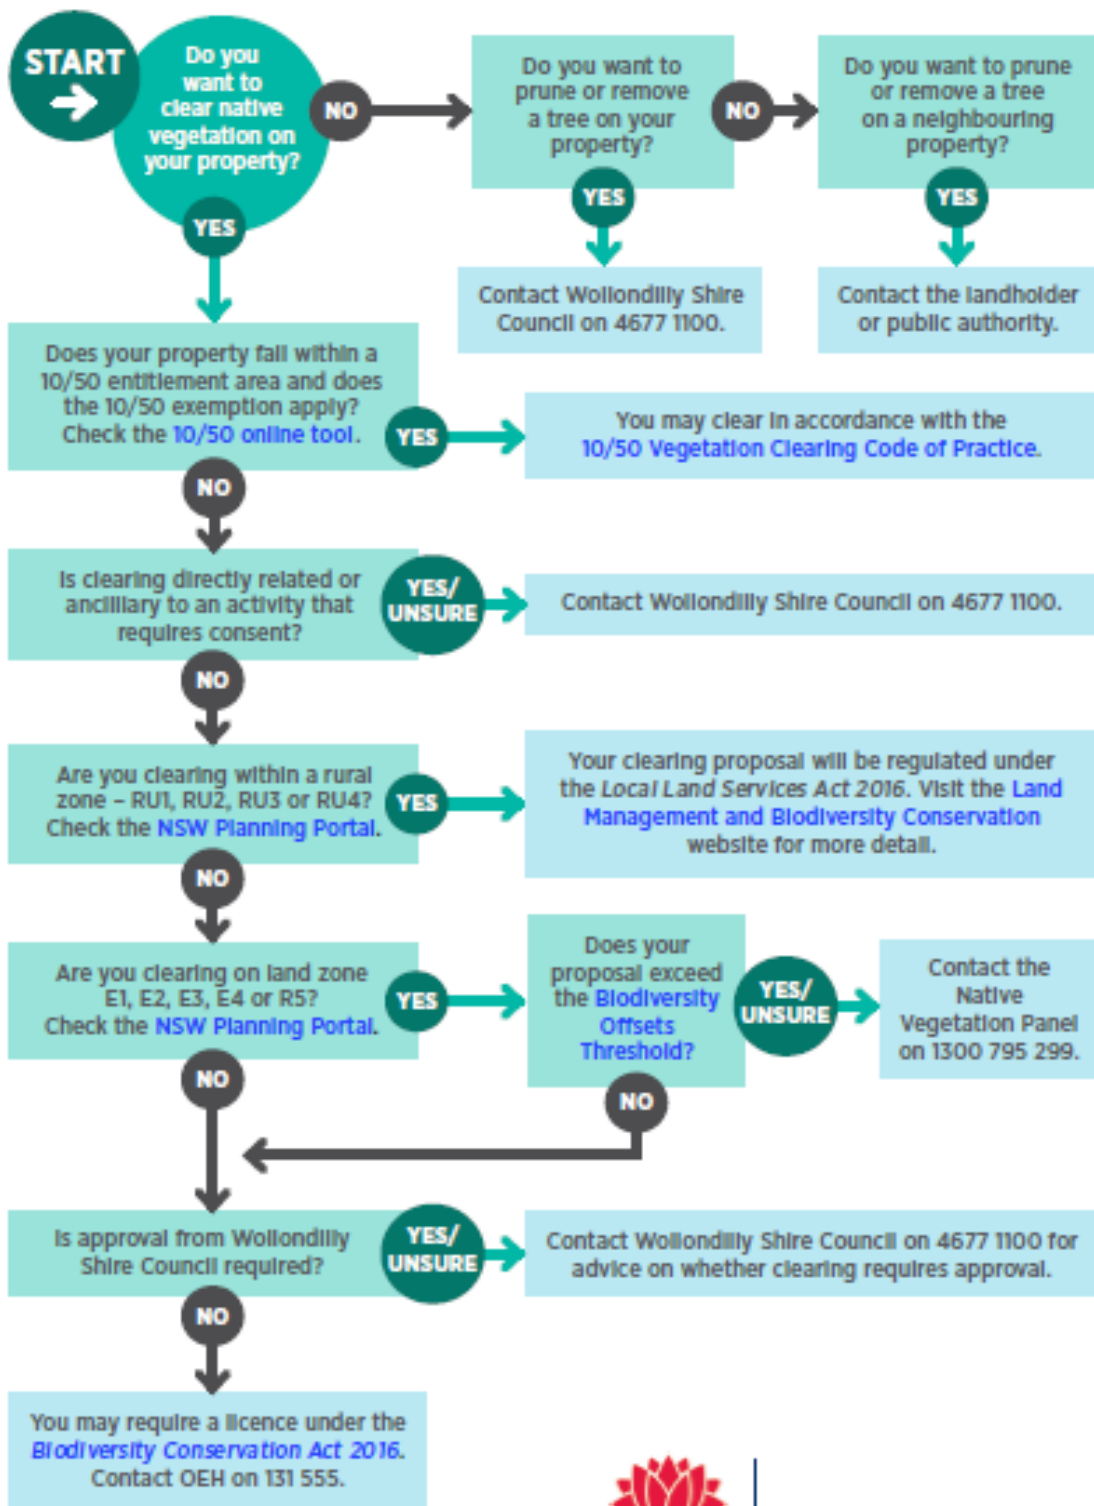 START
Do you
want to
clear native
vegetation on
your property?
NO
Do you want to
prune or remove
a tree on your
property?
NO
Do you want to prune
or remove a tree
on a neighbouring
property?
YES
YES
YES
Contact Wollondilly Shire
Council on 4677 1100.
Contact the landholder
or public authority.
Does your property fall within a
10/50 entitlement area and does
the 10/50 exemption apply?
Check the 10/50 online tool.
YES
You may clear in accordance with the
10/50 Vegetation Clearing Code of Practice.
NO
Is clearing directly related or
ancilliary to an activity that
requires consent?
YES/
UNSURE
Contact Wollondilly Shire Council on 4677 1100.
NO
Are you clearing within a rural
zone – RU1, RU2, RU3 or RU4?
Check the NSW Planning Portal.
YES
Your clearing proposal will be regulated under
the Local Land Services Act 2016. Visit the Land
Management and Biodiversity Conservation
website for more detail.
NO
Are you clearing on land zone
E1, E2, E3, E4 or R5?
Check the NSW Planning Portal.
YES
Does your
proposal exceed
the Biodiversity
Offsets
Threshold?
YES/
UNSURE
Contact the
Native
Vegetation Panel
on 1300 795 299.
NO
NO
Is approval from Wollondilly
Shire Council required?
YES/
UNSURE
Contact Wollondilly Shire Council on 4677 1100 for
advice on whether clearing requires approval.
NO
You may require a licence under the
Biodiversity Conservation Act 2016.
Contact OEH on 131 555.